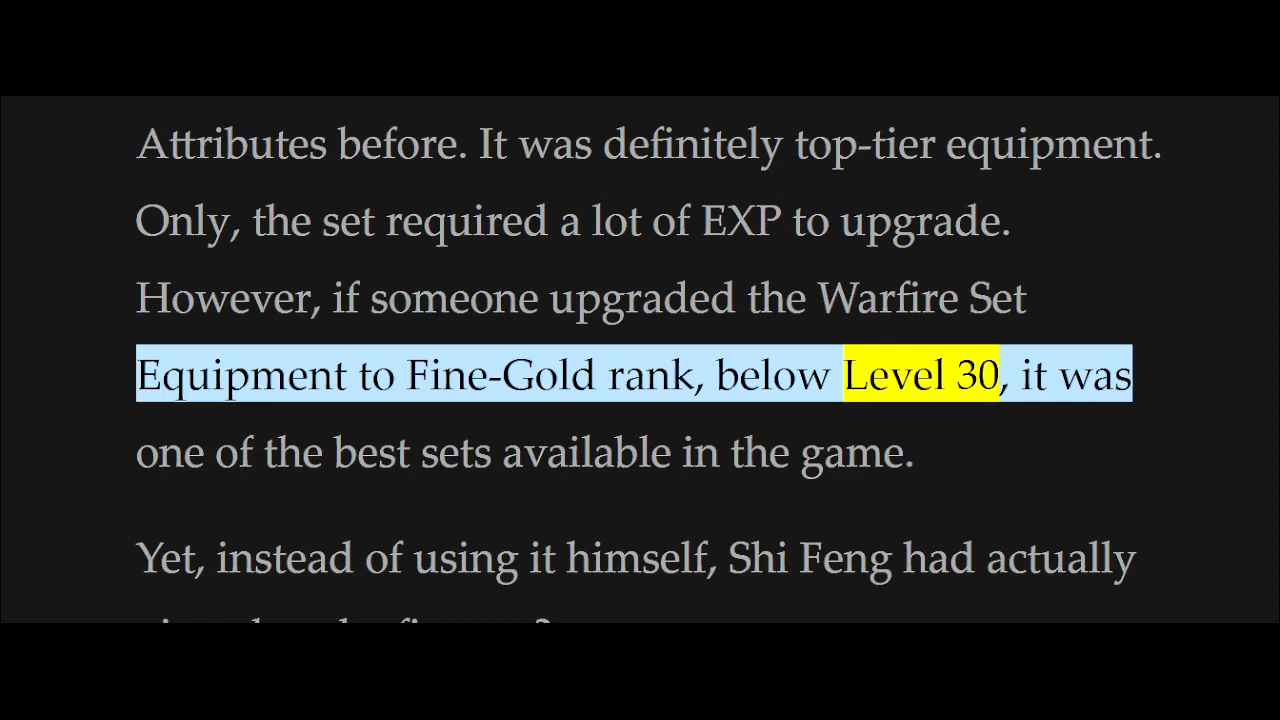 Attributes before. It was definitely top-tier equipment.
Only, the set required a lot of EXP to upgrade.
However, if someone upgraded the Warfire Set
Equipment to Fine-Gold rank, below Level 30, it was
one of the best sets available in the game.
Yet, instead of using it himself, Shi Feng had actually